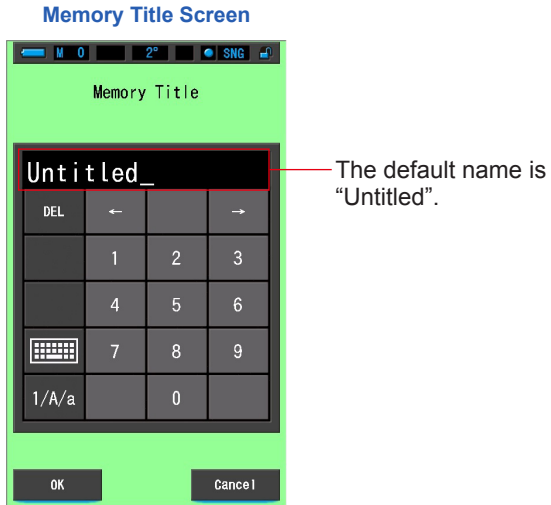 Memory Title Screen
M 0 2° SNG
Memory Title
Untitled_
The default name is
“Untitled”.
DEL ← →
1 2 3
4 5 6
7 8 9
1/A/a 0
OK Cancel